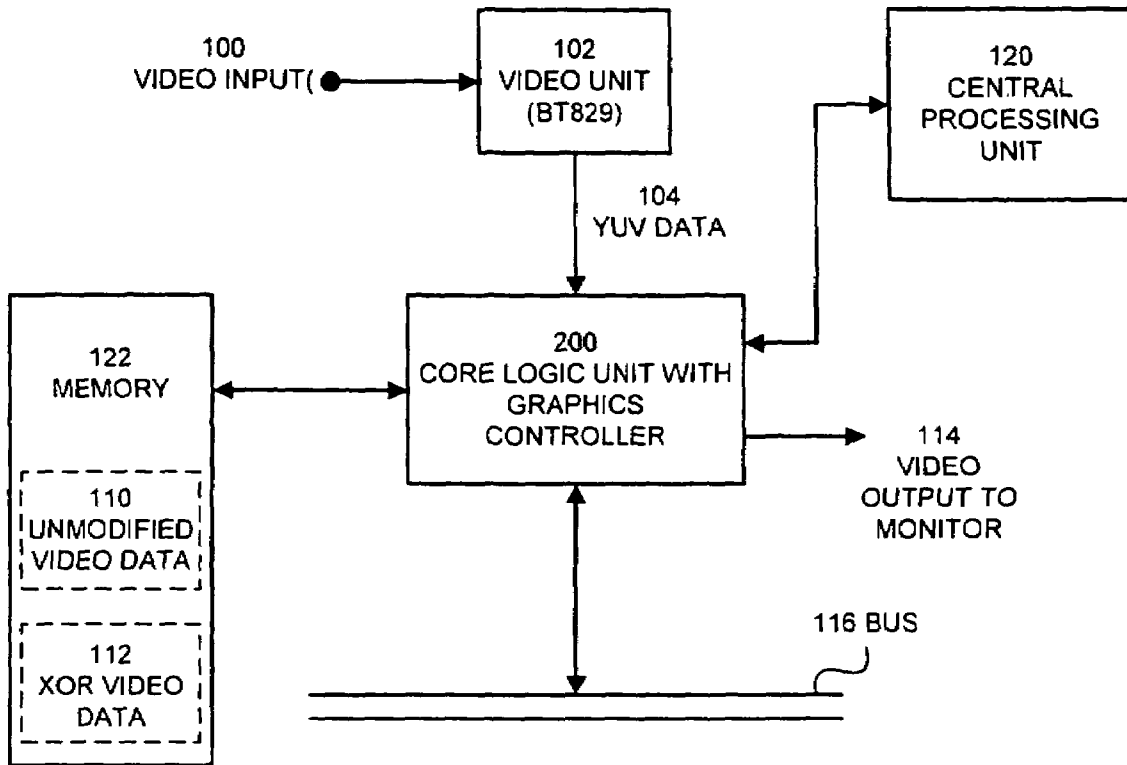 100
VIDEO INPUT(
102
VIDEO UNIT
(BT829)
120
CENTRAL
PROCESSING
UNIT
104
YUV DATA
122
MEMORY
200
CORE LOGIC UNIT WITH
GRAPHICS
CONTROLLER
114
VIDEO
OUTPUT TO
MONITOR
110
UNMODIFIED
VIDEO DATA
112
XOR VIDEO
DATA
116 BUS